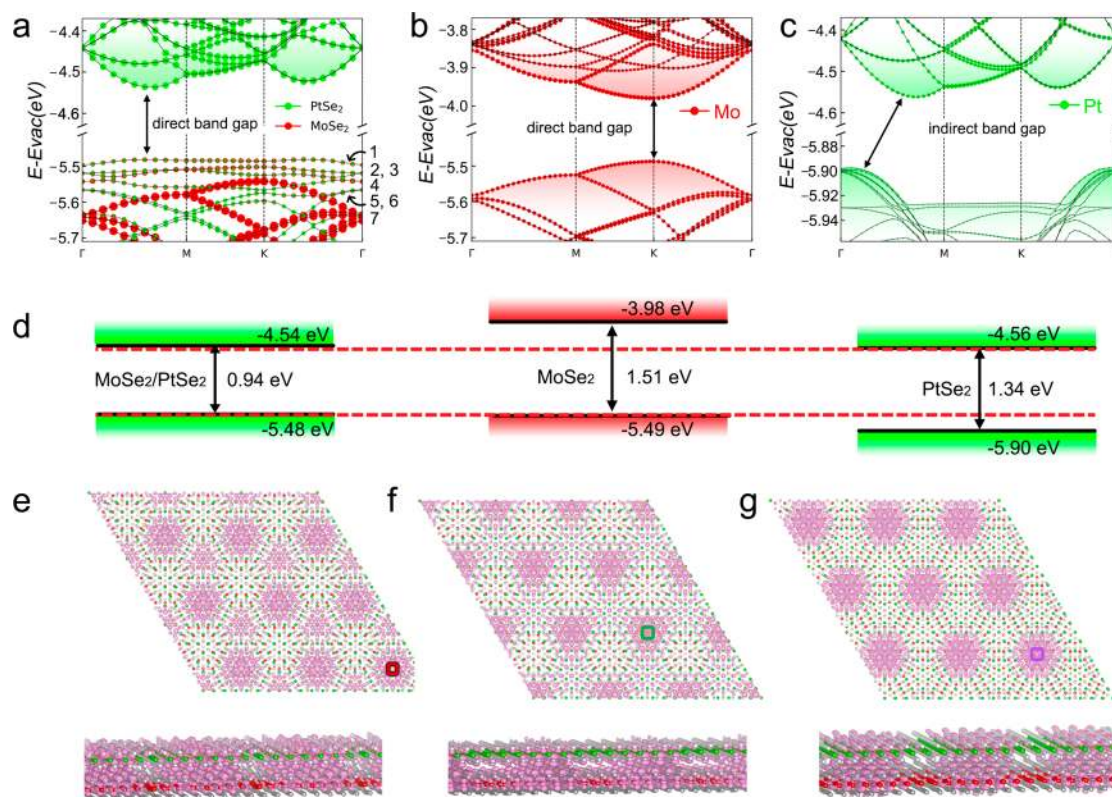 a
b
c
E-Evac(eV)
−4.4
−4.5
−4.6
−5.5
−5.6
−5.7
direct band gap
PtSe₂
MoSe₂
1
2, 3
4
5, 6
7
Γ M K Γ
E-Evac(eV)
−3.8
−3.9
−4.0
−5.5
−5.6
−5.7
direct band gap
Mo
Γ M K Γ
E-Evac(eV)
−4.4
−4.5
−4.6
−5.90
−5.94
indirect band gap
Pt
Γ M K
d
-4.54 eV
MoSe₂/PtSe₂ 0.94 eV
-5.48 eV
-3.98 eV
MoSe₂ 1.51 eV
-5.49 eV
-4.56 eV
PtSe₂ 1.34 eV
-5.90 eV
e
f
g